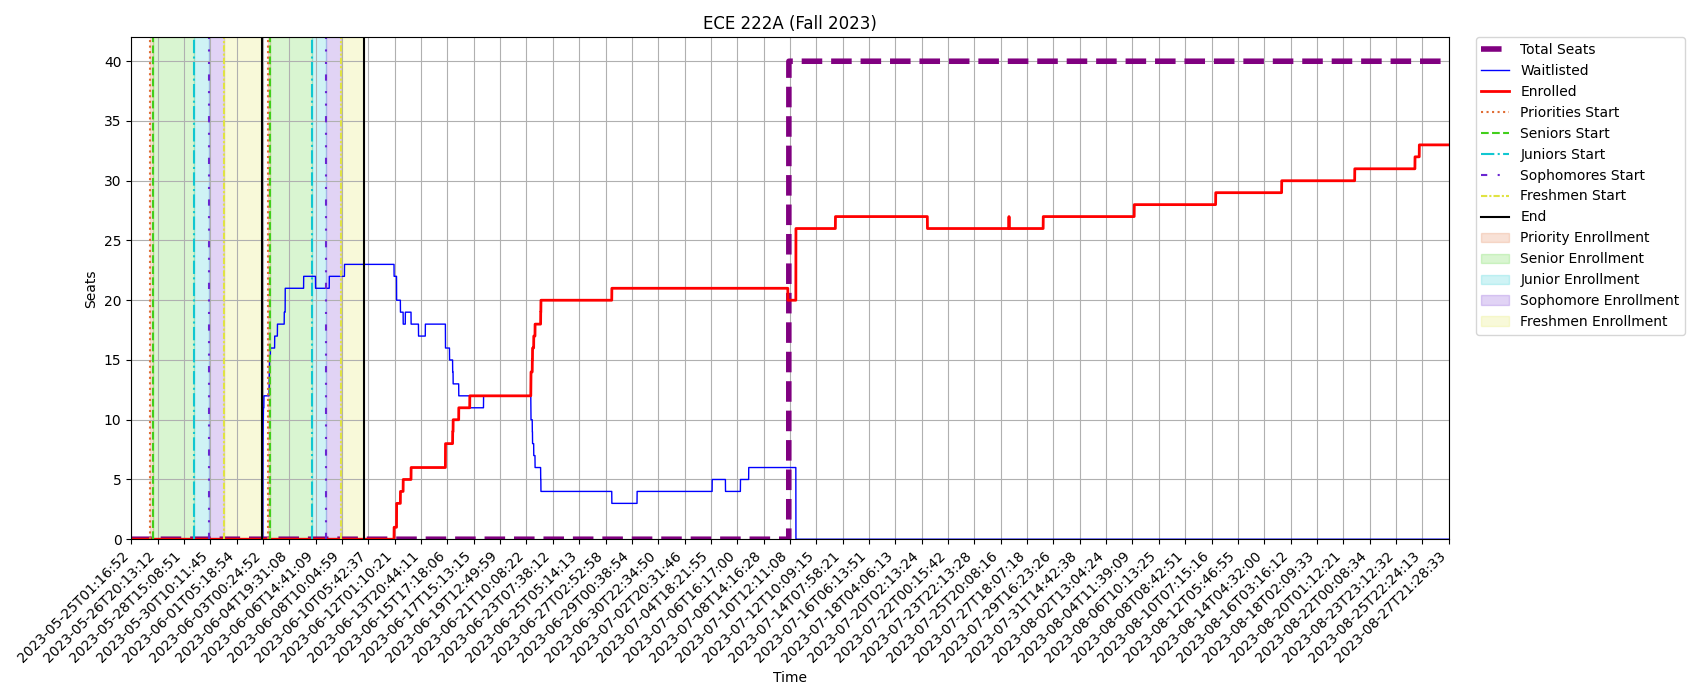 ECE 222A (Fall 2023)
Seats
40
35
30
25
20
15
10
5
0
2023-05-25T01:16:52
2023-05-26T20:13:12
2023-05-28T15:08:51
2023-05-30T10:11:45
2023-06-01T05:18:54
2023-06-03T00:24:52
2023-06-04T19:31:08
2023-06-06T14:41:09
2023-06-08T10:04:59
2023-06-10T05:42:37
2023-06-12T01:10:21
2023-06-13T20:44:11
2023-06-15T17:18:06
2023-06-17T15:13:15
2023-06-19T12:49:59
2023-06-21T10:08:22
2023-06-23T07:38:12
2023-06-25T05:14:13
2023-06-27T02:52:58
2023-06-29T00:38:54
2023-06-30T22:34:50
2023-07-02T20:31:46
2023-07-04T18:21:55
2023-07-06T16:17:00
2023-07-08T14:16:28
2023-07-10T12:11:08
2023-07-12T10:09:15
2023-07-14T07:58:21
2023-07-16T06:13:51
2023-07-18T04:06:13
2023-07-20T02:13:24
2023-07-22T00:15:42
2023-07-23T22:13:28
2023-07-25T20:08:16
2023-07-27T18:07:18
2023-07-29T16:23:26
2023-07-31T14:42:38
2023-08-02T13:04:24
2023-08-04T11:39:09
2023-08-06T10:13:25
2023-08-08T08:42:51
2023-08-10T07:15:16
2023-08-12T05:46:55
2023-08-14T04:32:00
2023-08-16T03:16:12
2023-08-18T02:09:33
2023-08-20T01:12:21
2023-08-22T00:08:34
2023-08-23T23:12:32
2023-08-25T22:24:13
2023-08-27T21:28:33
Time
Total Seats
Waitlisted
Enrolled
Priorities Start
Seniors Start
Juniors Start
Sophomores Start
Freshmen Start
End
Priority Enrollment
Senior Enrollment
Junior Enrollment
Sophomore Enrollment
Freshmen Enrollment